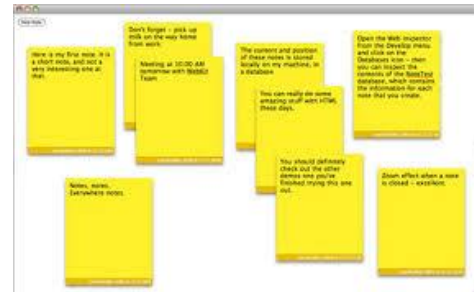 New Note
Here is my first note. It is
a short note, and not a
very interesting one at
that.
Don't forget – pick up
milk on the way home
from work.
Meeting at 10:00 AM
tomorrow with WebKit
Team
The content and position
of these notes is stored
locally on my machine, in
a database
You can really do some
amazing stuff with HTML
these days.
You should definitely
check out the other
demos one you've
finished trying this one
out.
Open the Web Inspector
from the Develop menu,
and click on the
Databases icon – then
you can inspect the
contents of the NoteTest
database, which contains
the information for each
note that you create.
Notes, notes.
Everywhere notes.
Zoom effect when a note
is closed – excellent.